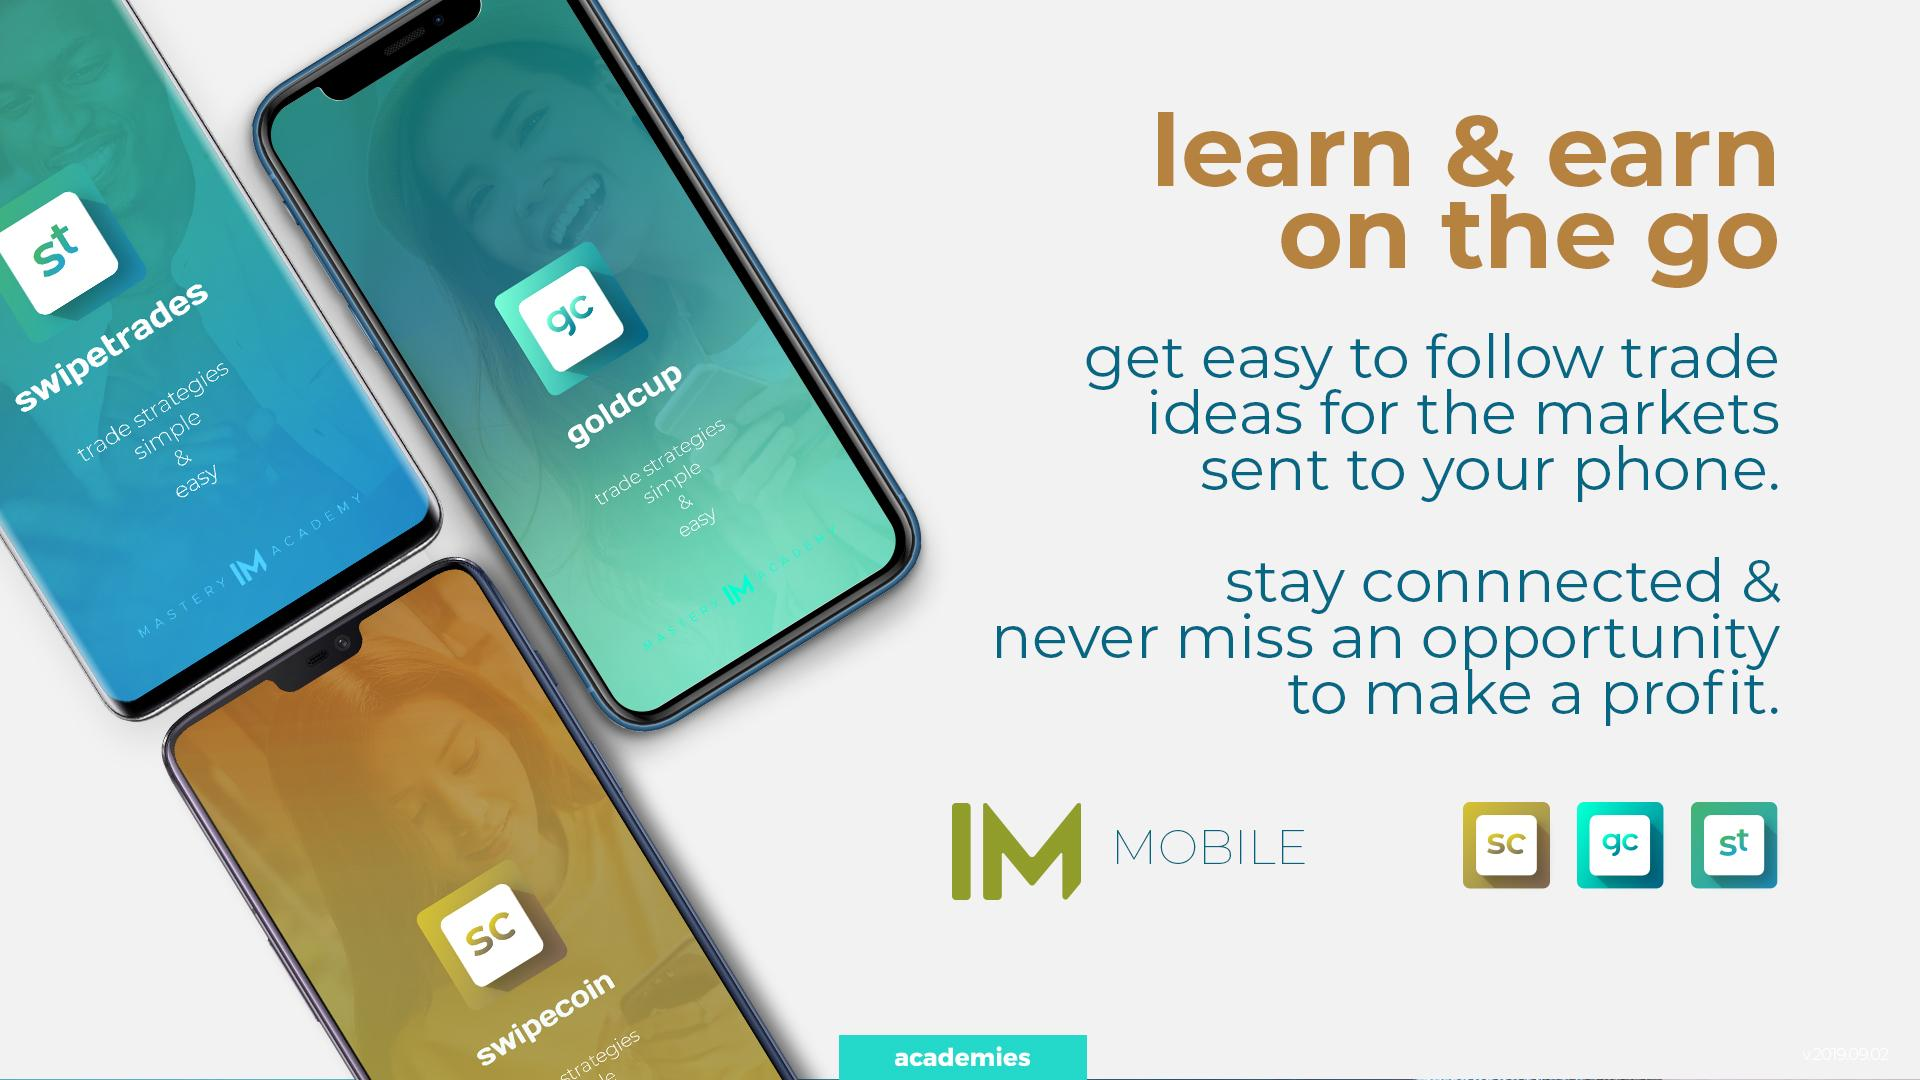 st
swipetrades
trade strategies
simple
&
easy
MASTERY IM ACADEMY
gc
goldcup
trade strategies
simple
&
easy
MASTERY IM ACADEMY
sc
swipecoin
strategies
learn & earn
on the go
get easy to follow trade
ideas for the markets
sent to your phone.
stay connnected &
never miss an opportunity
to make a profit.
IM MOBILE
sc
gc
st
academies
v.2019.09.02